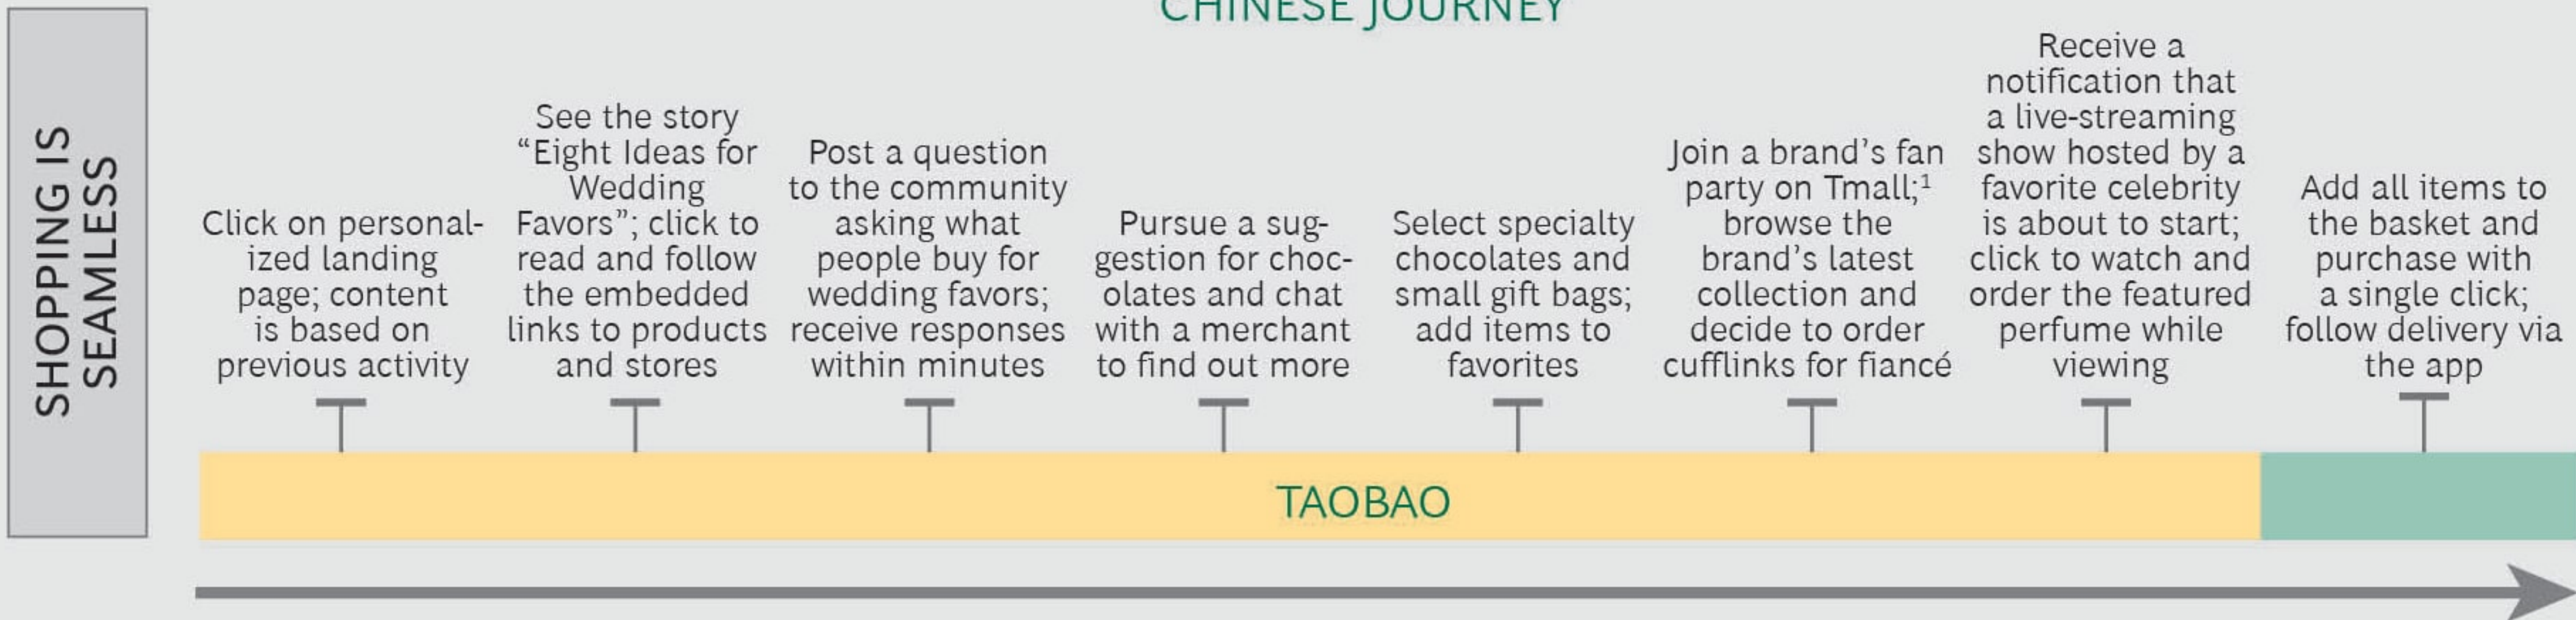 CHINESE JOURNEY
SHOPPING IS
SEAMLESS
Click on personal-
ized landing
page; content
is based on
previous activity
See the story
“Eight Ideas for
Wedding
Favors”; click to
read and follow
the embedded
links to products
and stores
Post a question
to the community
asking what
people buy for
wedding favors;
receive responses
within minutes
Pursue a sug-
gestion for choc-
olates and chat
with a merchant
to find out more
Select specialty
chocolates and
small gift bags;
add items to
favorites
Join a brand’s fan
party on Tmall;¹
browse the
brand’s latest
collection and
decide to order
cufflinks for fiancé
Receive a
notification that
a live-streaming
show hosted by a
favorite celebrity
is about to start;
click to watch and
order the featured
perfume while
viewing
Add all items to
the basket and
purchase with
a single click;
follow delivery via
the app
TAOBAO